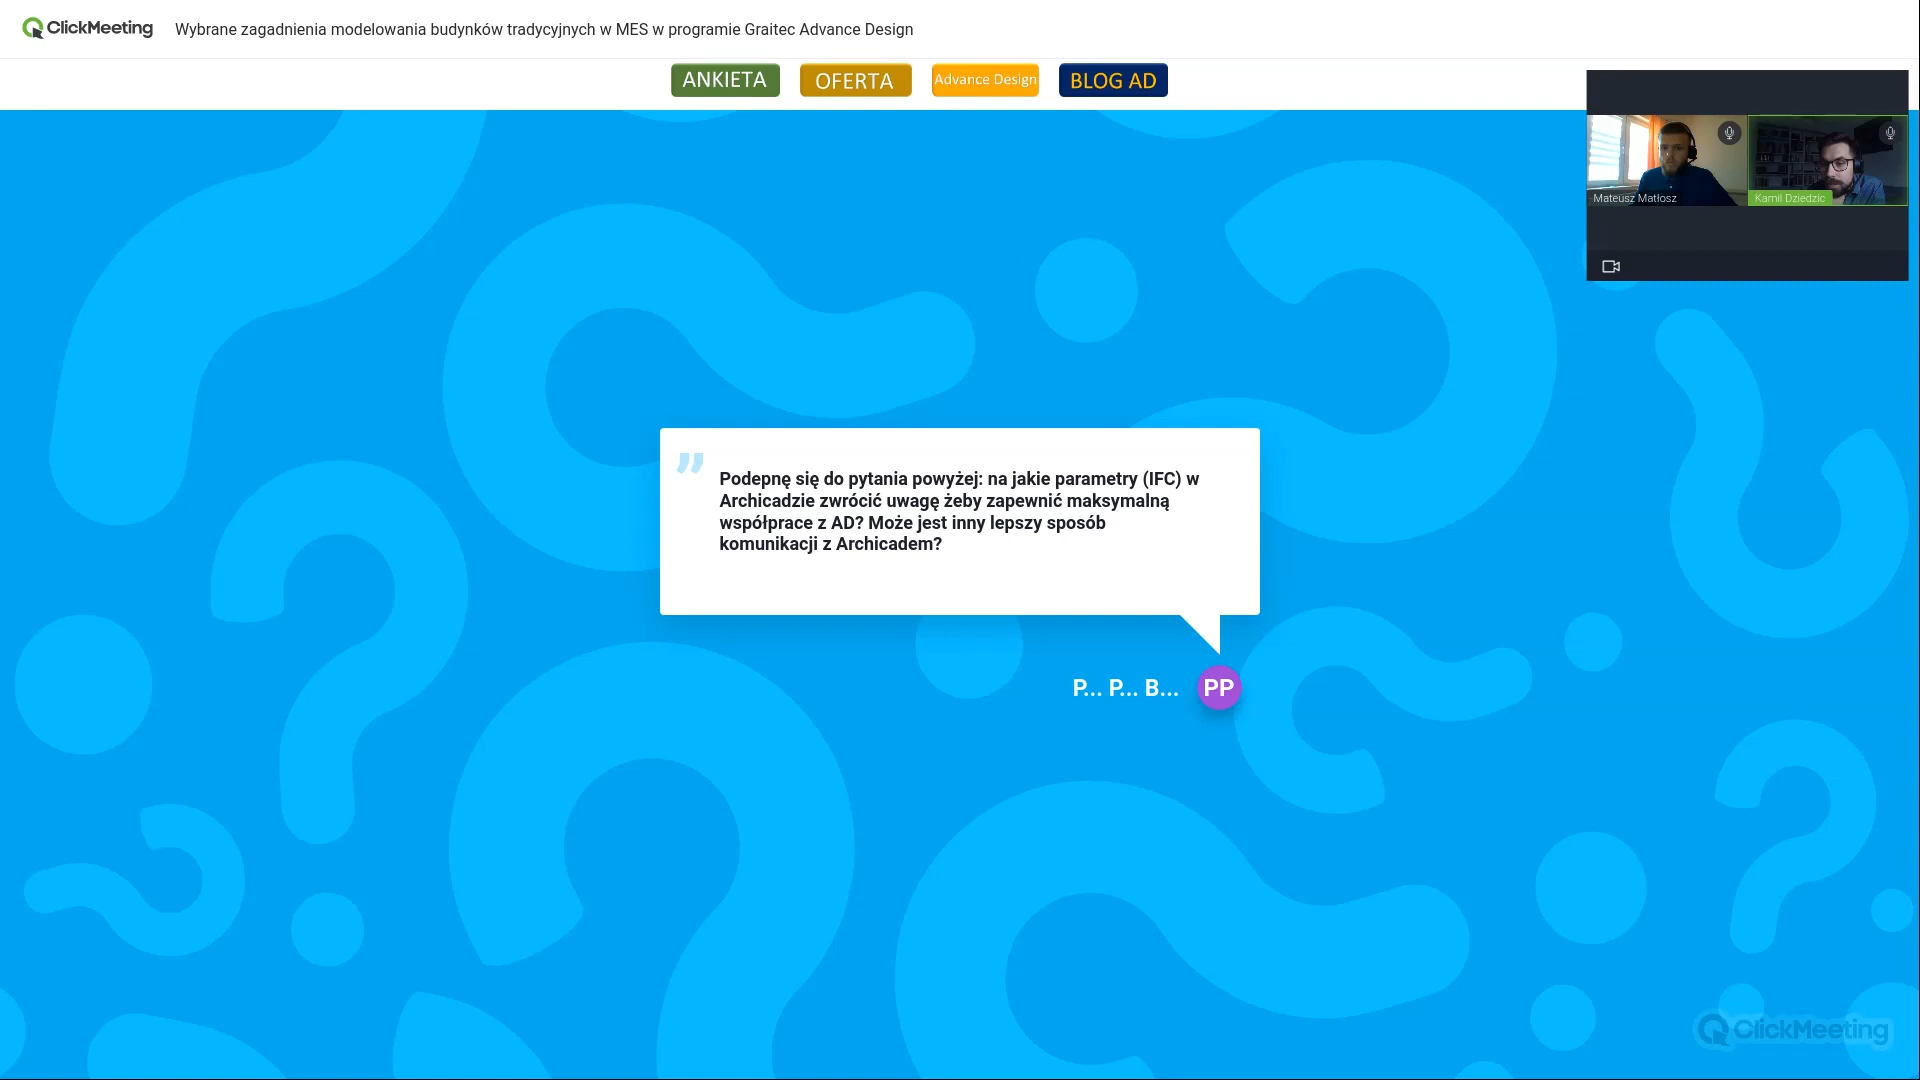 ClickMeeting
Wybrane zagadnienia modelowania budynków tradycyjnych w MES w programie Graitec Advance Design
ANKIETA
OFERTA
Advance Design
BLOG AD
Mateusz Matłosz
Kamil Dziedzic
Podepnę się do pytania powyżej: na jakie parametry (IFC) w
Archicadzie zwrócić uwagę żeby zapewnić maksymalną
współprace z AD? Może jest inny lepszy sposób
komunikacji z Archicadem?
P... P... B...
PP
ClickMeeting